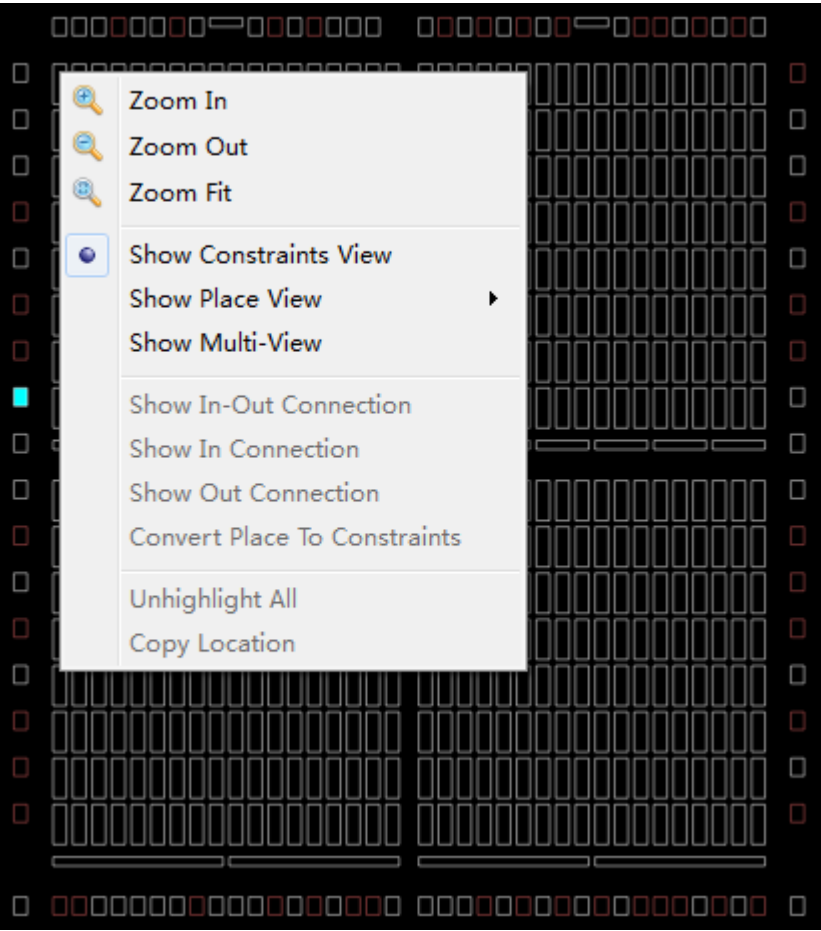 Zoom In
Zoom Out
Zoom Fit
Show Constraints View
Show Place View
Show Multi-View
Show In-Out Connection
Show In Connection
Show Out Connection
Convert Place To Constraints
Unhighlight All
Copy Location